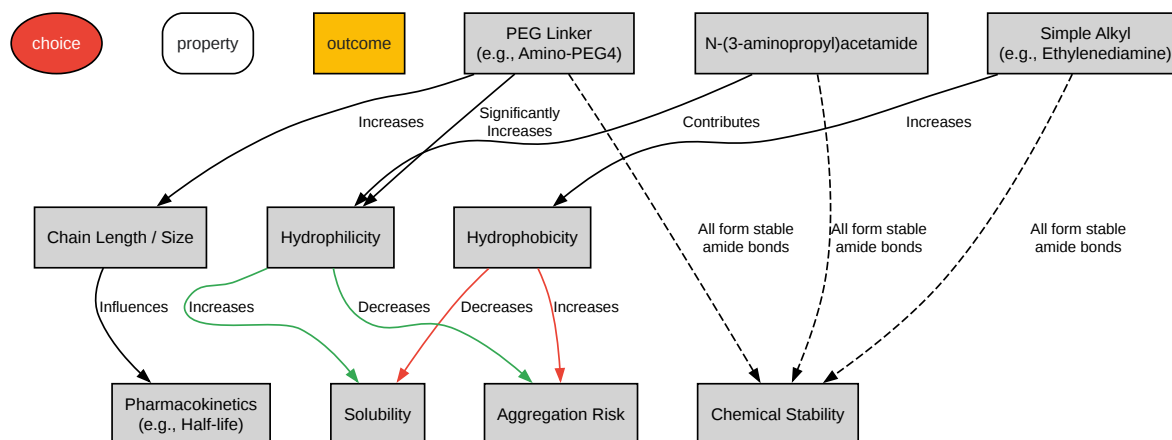 choice
property
outcome
PEG Linker
(e.g., Amino-PEG4)
N-(3-aminopropyl)acetamide
Simple Alkyl
(e.g., Ethylenediamine)
Increases
Significantly
Increases
Contributes
Increases
Chain Length / Size
Hydrophilicity
Hydrophobicity
All form stable
amide bonds
All form stable
amide bonds
All form stable
amide bonds
Influences
Increases
Decreases
Decreases
Increases
Pharmacokinetics
(e.g., Half-life)
Solubility
Aggregation Risk
Chemical Stability